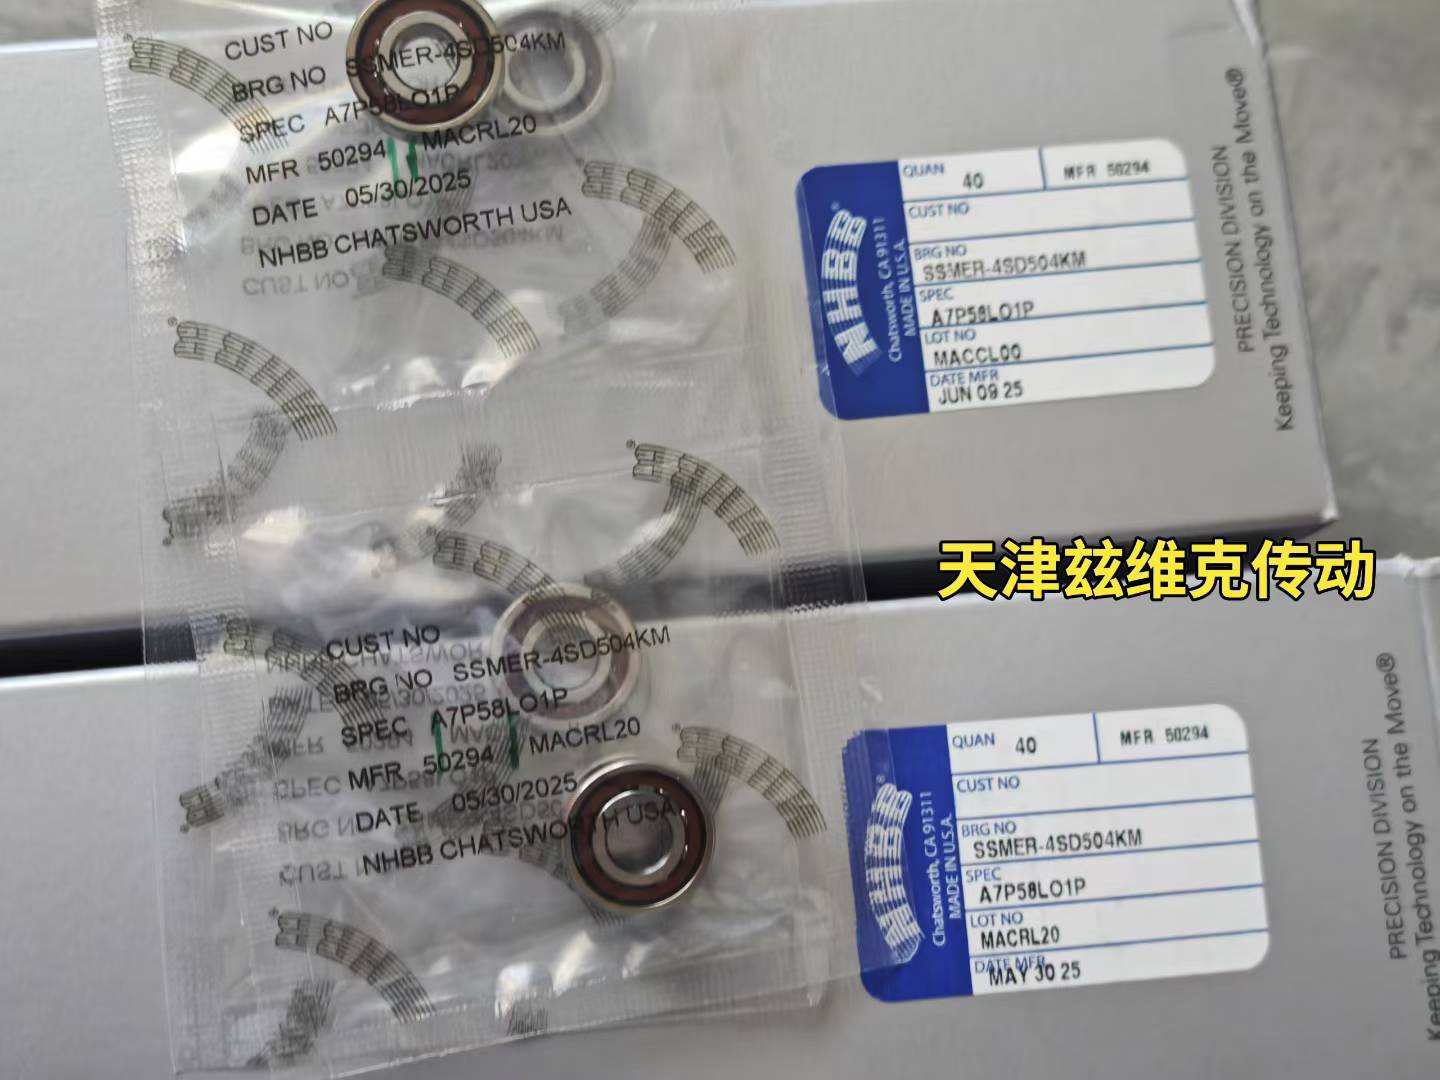 CUST NO
BRG NO SSMER-4SD504KM
SPEC A7P58LO1P
MFR 50294 MACRL20
DATE 05/30/2025
NHBB CHATSWORTH USA
NHBB
Chatsworth, CA 91311
MADE IN U.S.A.
QUAN 40 MFR 50294
CUST NO
BRG NO
SSMER-4SD504KM
SPEC
A7P58LO1P
LOT NO
MACCL00
DATE MFR
JUN 09 25
PRECISION DIVISION
Keeping Technology on the Move®
天津兹维克传动
CUST NO
BRG NO SSMER-4SD504KM
SPEC A7P58LO1P
MFR 50294 MACRL20
DATE 05/30/2025
NHBB CHATSWORTH USA
NHBB
Chatsworth, CA 91311
MADE IN U.S.A.
QUAN 40 MFR 50294
CUST NO
BRG NO
SSMER-4SD504KM
SPEC
A7P58LO1P
LOT NO
MACRL20
DATE MFR
MAY 30 25
PRECISION DIVISION
Keeping Technology on the Move®